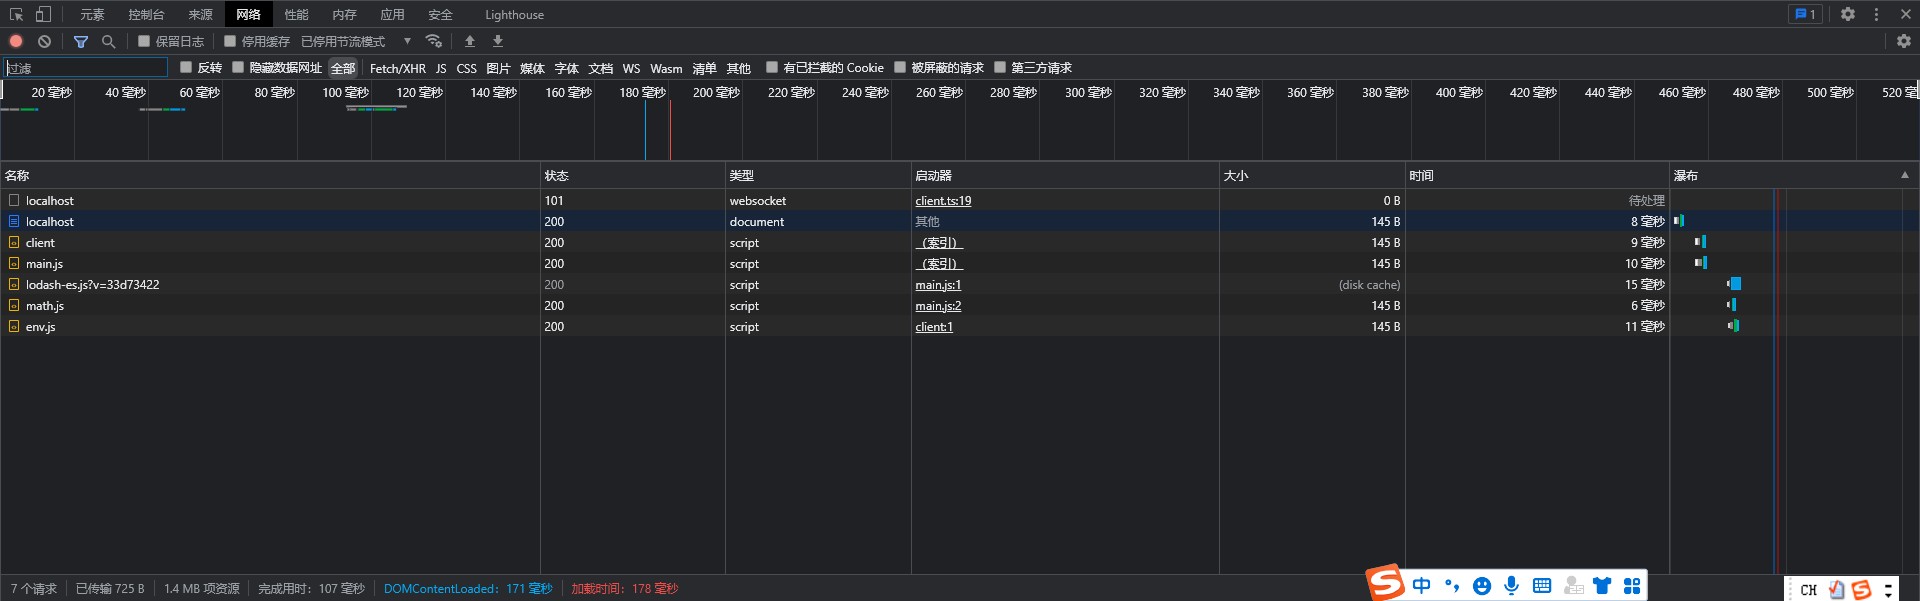 元素 控制台 来源 网络 性能 内存 应用 安全 Lighthouse 1
保留日志 停用缓存 已停用节流模式
过滤 反转 隐藏数据网址 全部 Fetch/XHR JS CSS 图片 媒体 字体 文档 WS Wasm 清单 其他 有已拦截的 Cookie 被屏蔽的请求 第三方请求
20 毫秒 40 毫秒 60 毫秒 80 毫秒 100 毫秒 120 毫秒 140 毫秒 160 毫秒 180 毫秒 200 毫秒 220 毫秒 240 毫秒 260 毫秒 280 毫秒 300 毫秒 320 毫秒 340 毫秒 360 毫秒 380 毫秒 400 毫秒 420 毫秒 440 毫秒 460 毫秒 480 毫秒 500 毫秒 520 毫
名称 状态 类型 启动器 大小 时间 瀑布
localhost 101 websocket client.ts:19 0 B 待处理
localhost 200 document 其他 145 B 8 毫秒
client 200 script （索引） 145 B 9 毫秒
main.js 200 script （索引） 145 B 10 毫秒
lodash-es.js?v=33d73422 200 script main.js:1 (disk cache) 15 毫秒
math.js 200 script main.js:2 145 B 6 毫秒
env.js 200 script client:1 145 B 11 毫秒
7 个请求 已传输 725 B 1.4 MB 项资源 完成用时：107 毫秒 DOMContentLoaded：171 毫秒 加载时间：178 毫秒
S 中
CH S